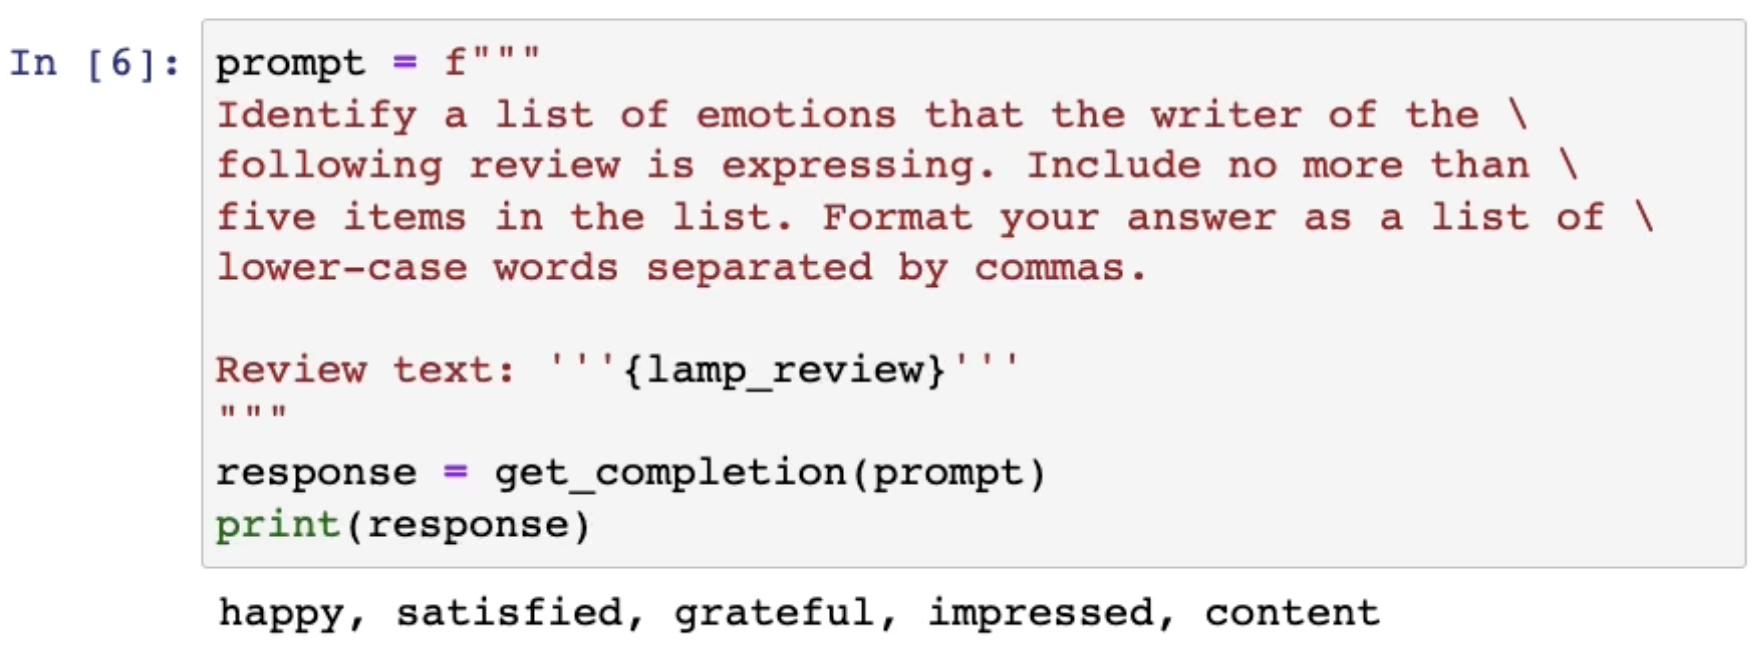 In [6]: prompt = f"""
Identify a list of emotions that the writer of the \
following review is expressing. Include no more than \
five items in the list. Format your answer as a list of \
lower-case words separated by commas.

Review text: '''{lamp_review}'''
"""
response = get_completion(prompt)
print(response)
happy, satisfied, grateful, impressed, content